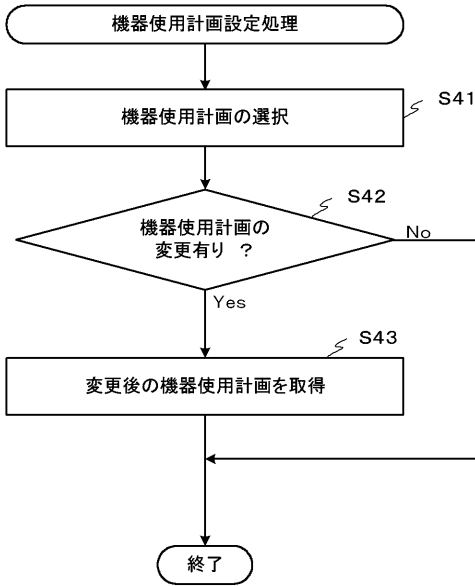 機器使用計画設定処理
S41
機器使用計画の選択
S42
機器使用計画の
変更有り ?
No
Yes
S43
変更後の機器使用計画を取得
終了